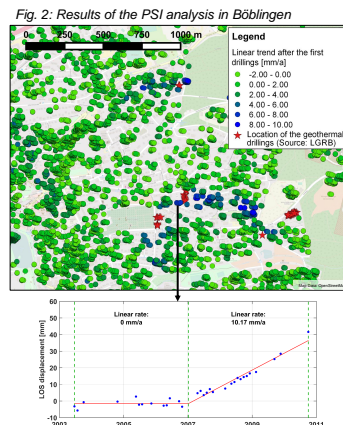 Fig. 2: Results of the PSI analysis in Böblingen
0 250 500 750 1000 m
Legend
Linear trend after the first
drillings [mm/a]
-2.00 - 0.00
0.00 - 2.00
2.00 - 4.00
4.00 - 6.00
6.00 - 8.00
8.00 - 10.00
Location of the geothermal
drillings (Source: LGRB)
Map Data: OpenStreetMa
60
50
40
30
20
10
0
-10
LOS displacement [mm]
Linear rate:
0 mm/a
Linear rate:
10.17 mm/a
2003 2005 2007 2009 2011